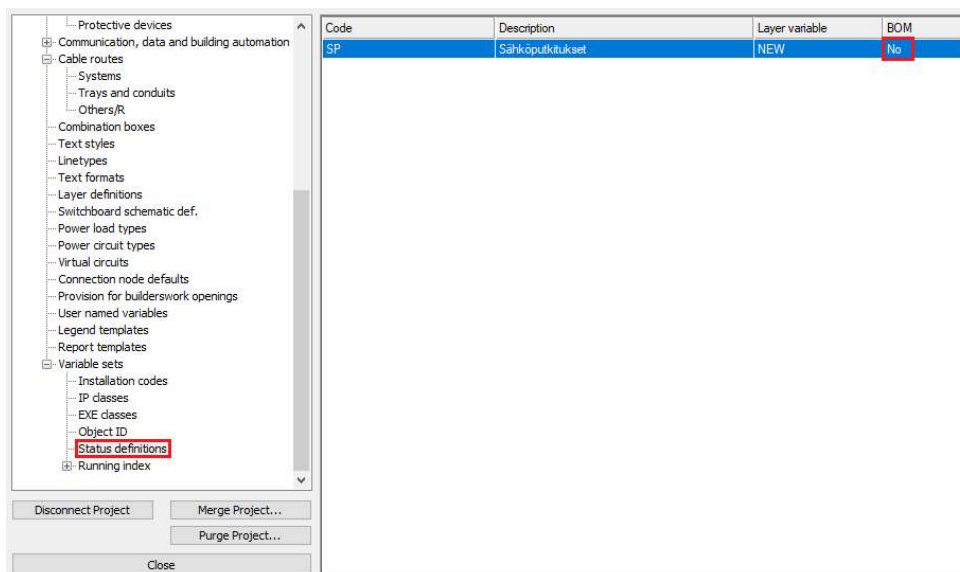 Protective devices
Communication, data and building automation
Cable routes
Systems
Trays and conduits
Others/R
Combination boxes
Text styles
Linetypes
Text formats
Layer definitions
Switchboard schematic def.
Power load types
Power circuit types
Virtual circuits
Connection node defaults
Provision for builderswork openings
User named variables
Legend templates
Report templates
Variable sets
Installation codes
IP classes
EXE classes
Object ID
Status definitions
Running index
Disconnect Project Merge Project...
Purge Project...
Close
Code Description Layer variable BOM
SP Sähköputkitukset NEW No